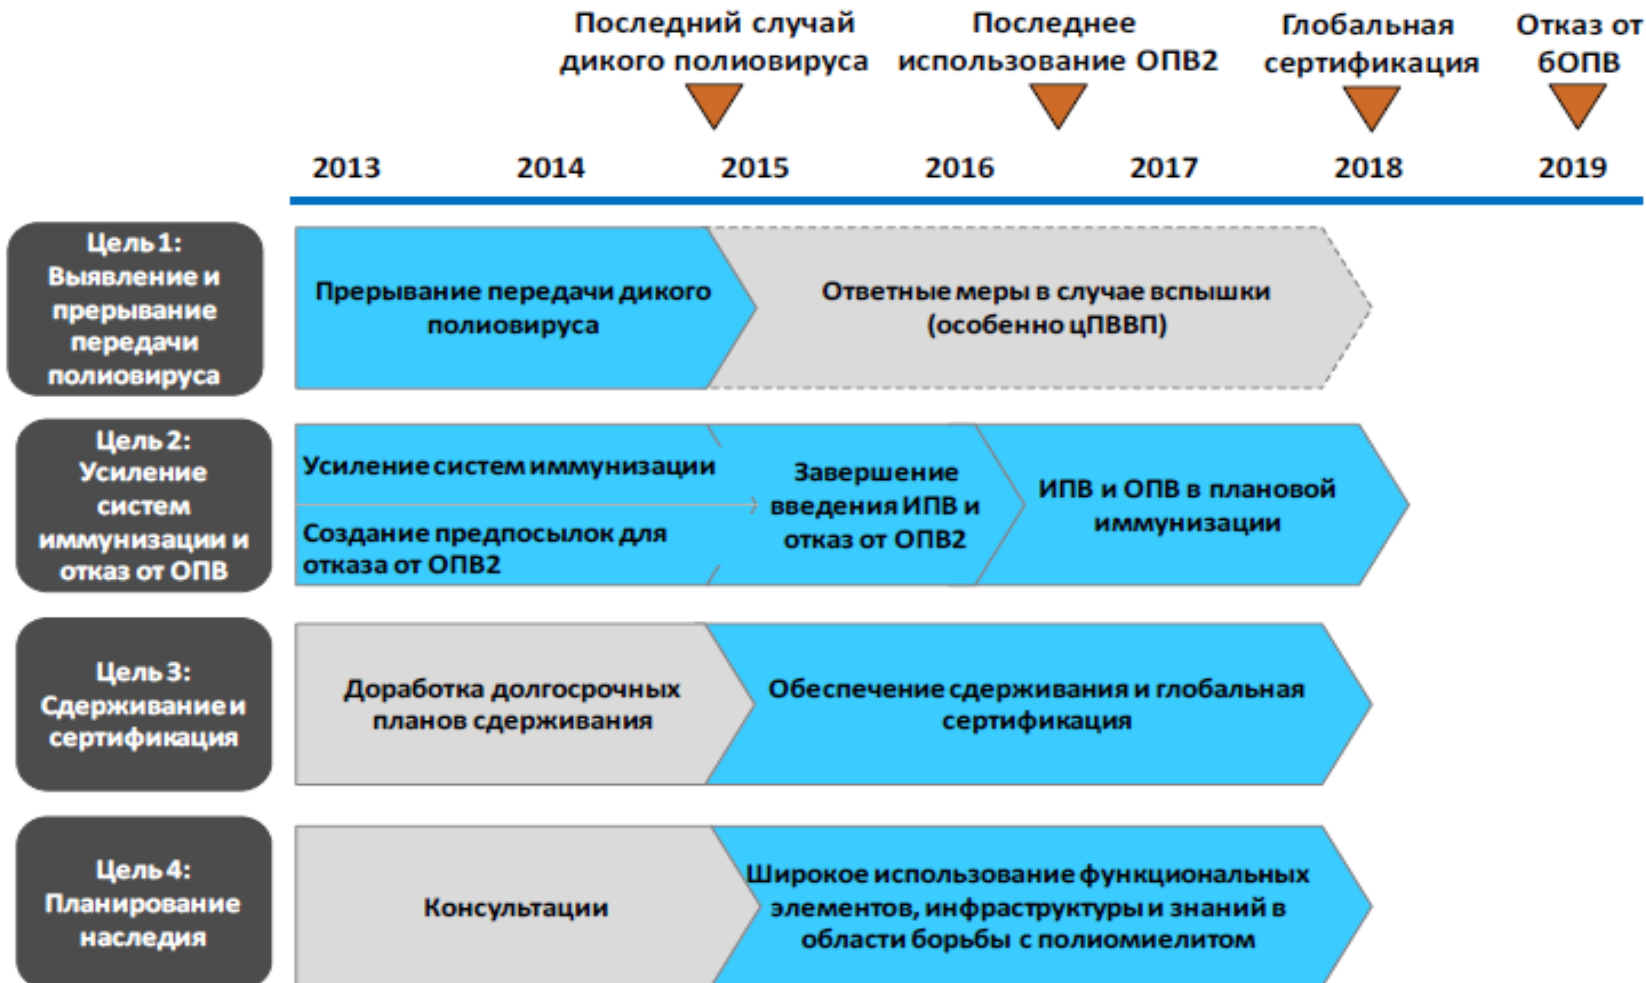 Последний случай
дикого полиовируса
Последнее
использование ОПВ2
Глобальная
сертификация
Отказ от
бОПВ
2013 2014 2015 2016 2017 2018 2019
Цель 1:
Выявление и
прерывание
передачи
полиовируса
Прерывание передачи дикого
полиовируса
Ответные меры в случае вспышки
(особенно цПВВП)
Цель 2:
Усиление
систем
иммунизации и
отказ от ОПВ
Усиление систем иммунизации
Создание предпосылок для
отказа от ОПВ2
Завершение
введения ИПВ и
отказ от ОПВ2
ИПВ и ОПВ в плановой
иммунизации
Цель 3:
Сдерживание и
сертификация
Доработка долгосрочных
планов сдерживания
Обеспечение сдерживания и глобальная
сертификация
Цель 4:
Планирование
наследия
Консультации
Широкое использование функциональных
элементов, инфраструктуры и знаний в
области борьбы с полиомиелитом